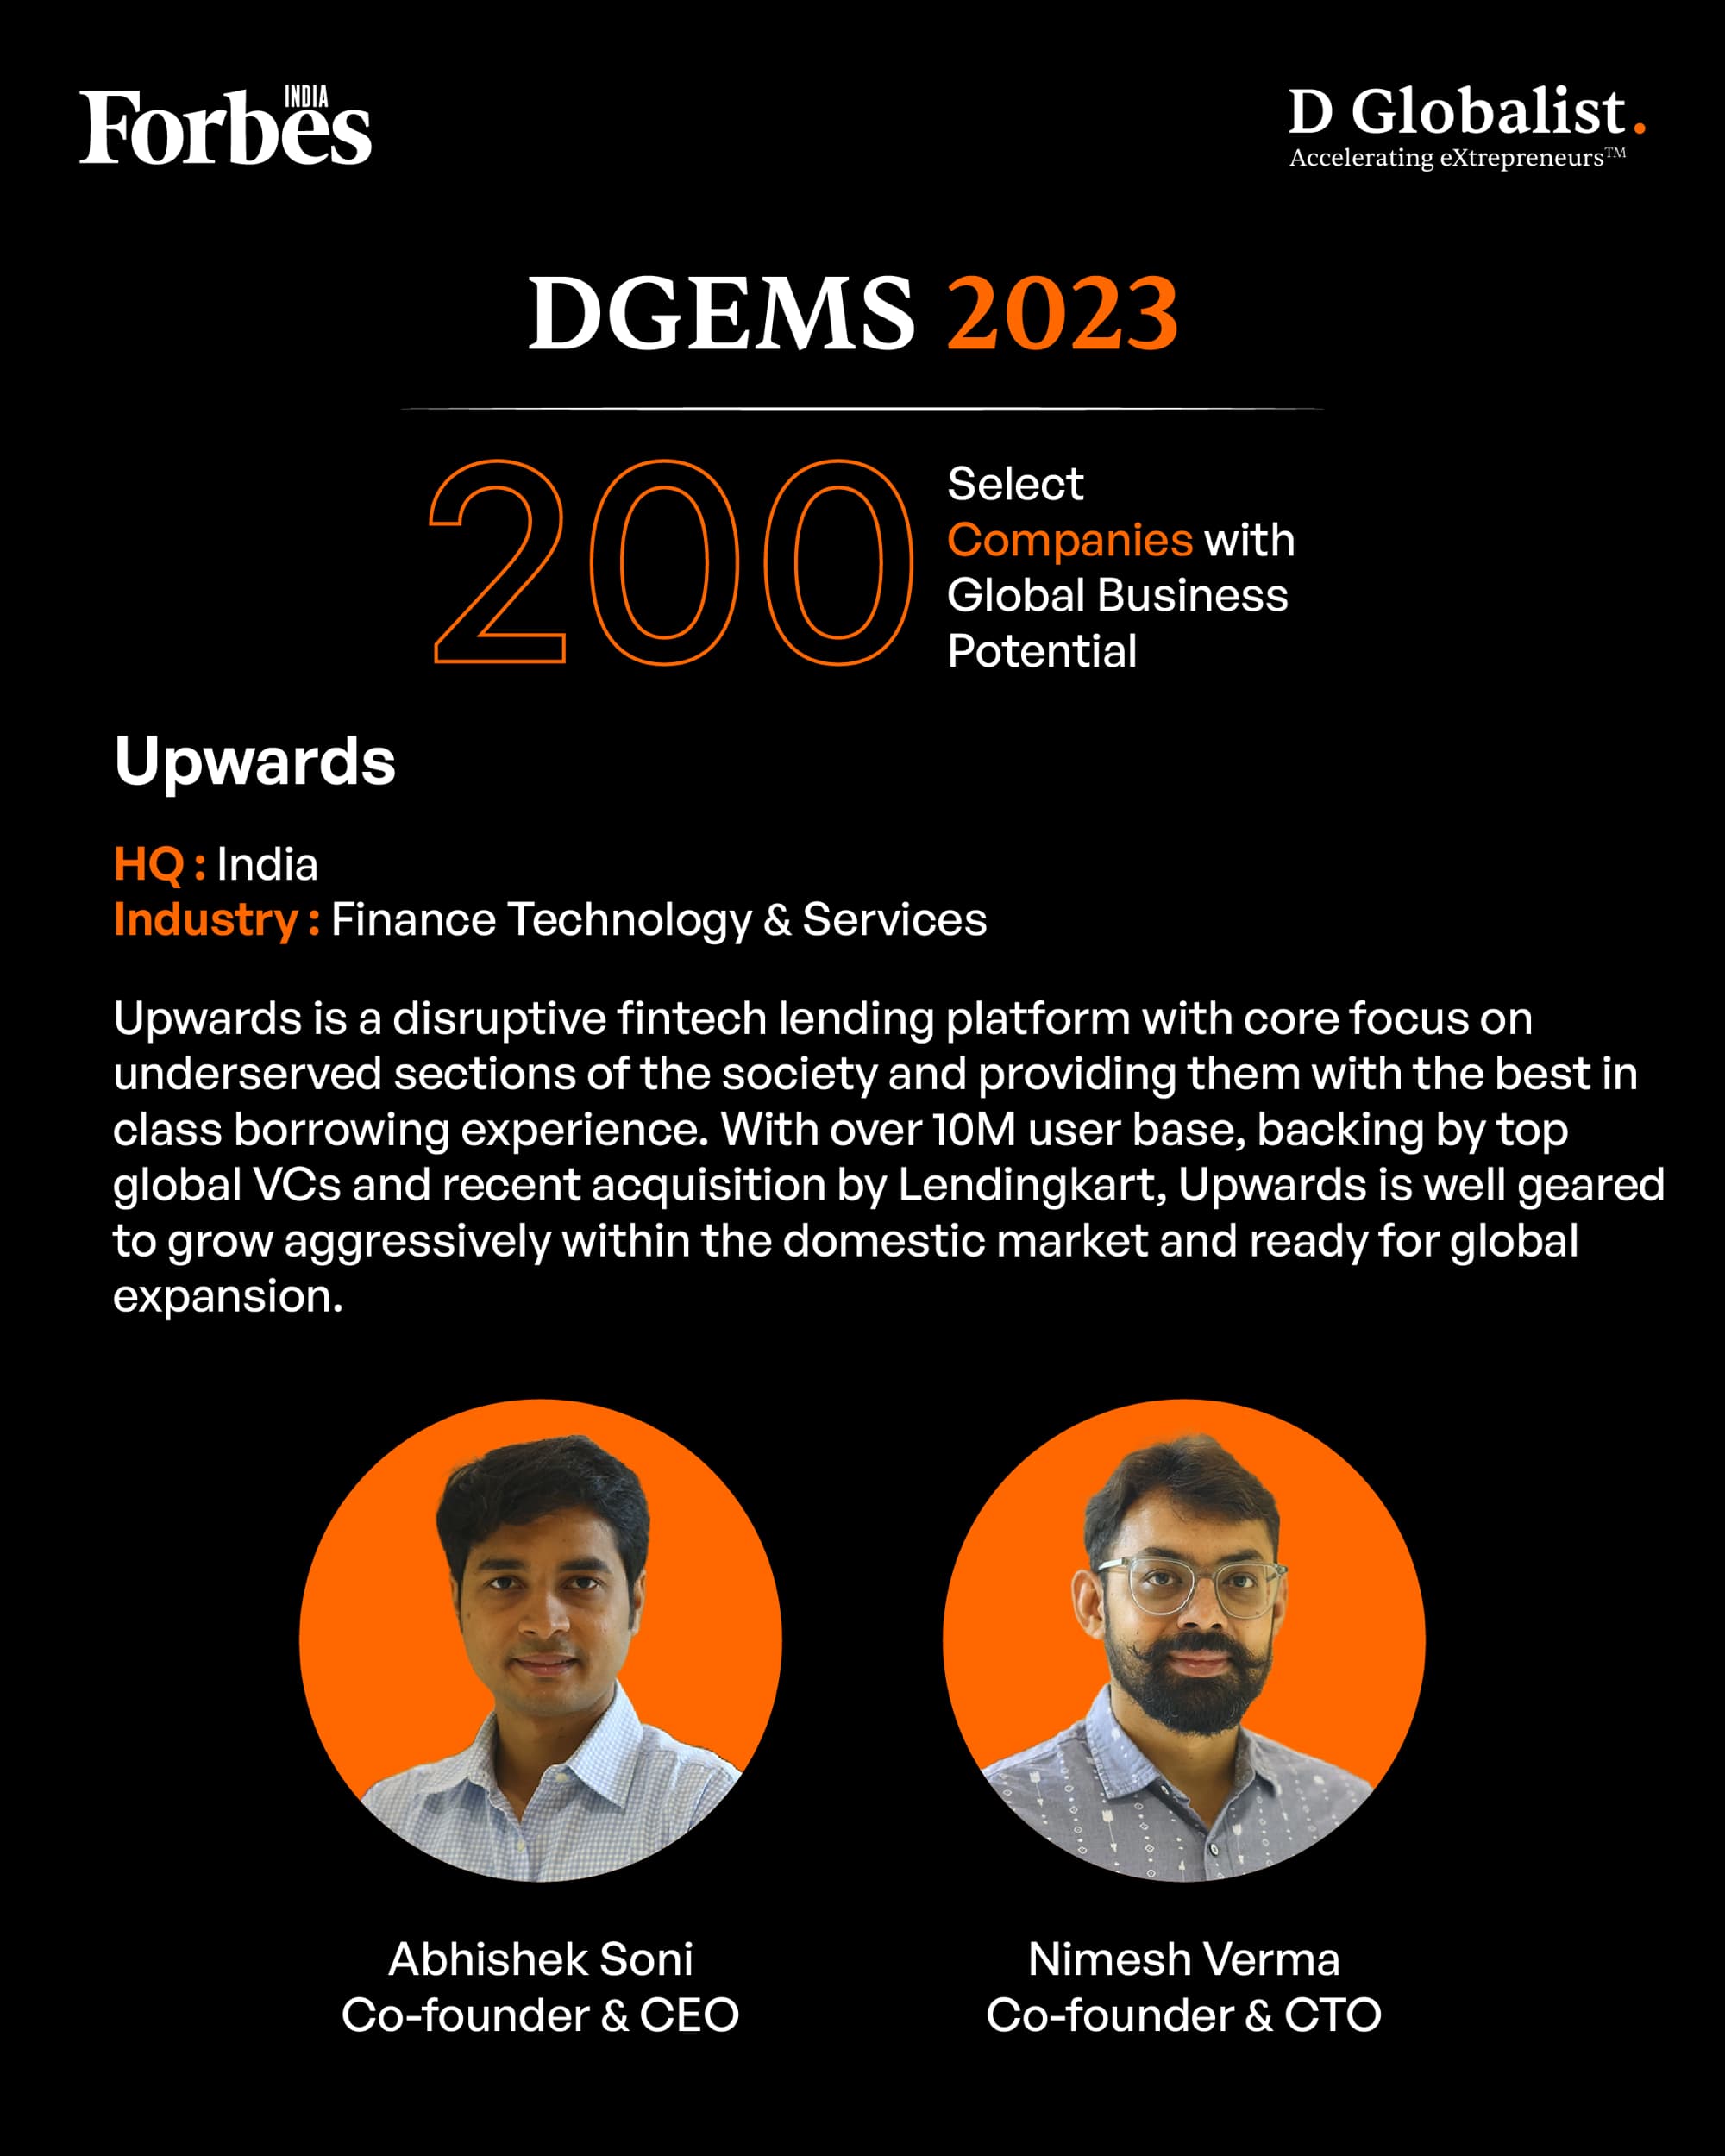 Forbes
INDIA
D Globalist.
Accelerating eXtrepreneurs™
DGEMS 2023
200
Select
Companies with
Global Business
Potential
Upwards
HQ : India
Industry : Finance Technology & Services
Upwards is a disruptive fintech lending platform with core focus on
underserved sections of the society and providing them with the best in
class borrowing experience. With over 10M user base, backing by top
global VCs and recent acquisition by Lendingkart, Upwards is well geared
to grow aggressively within the domestic market and ready for global
expansion.
Abhishek Soni
Co-founder & CEO
Nimesh Verma
Co-founder & CTO